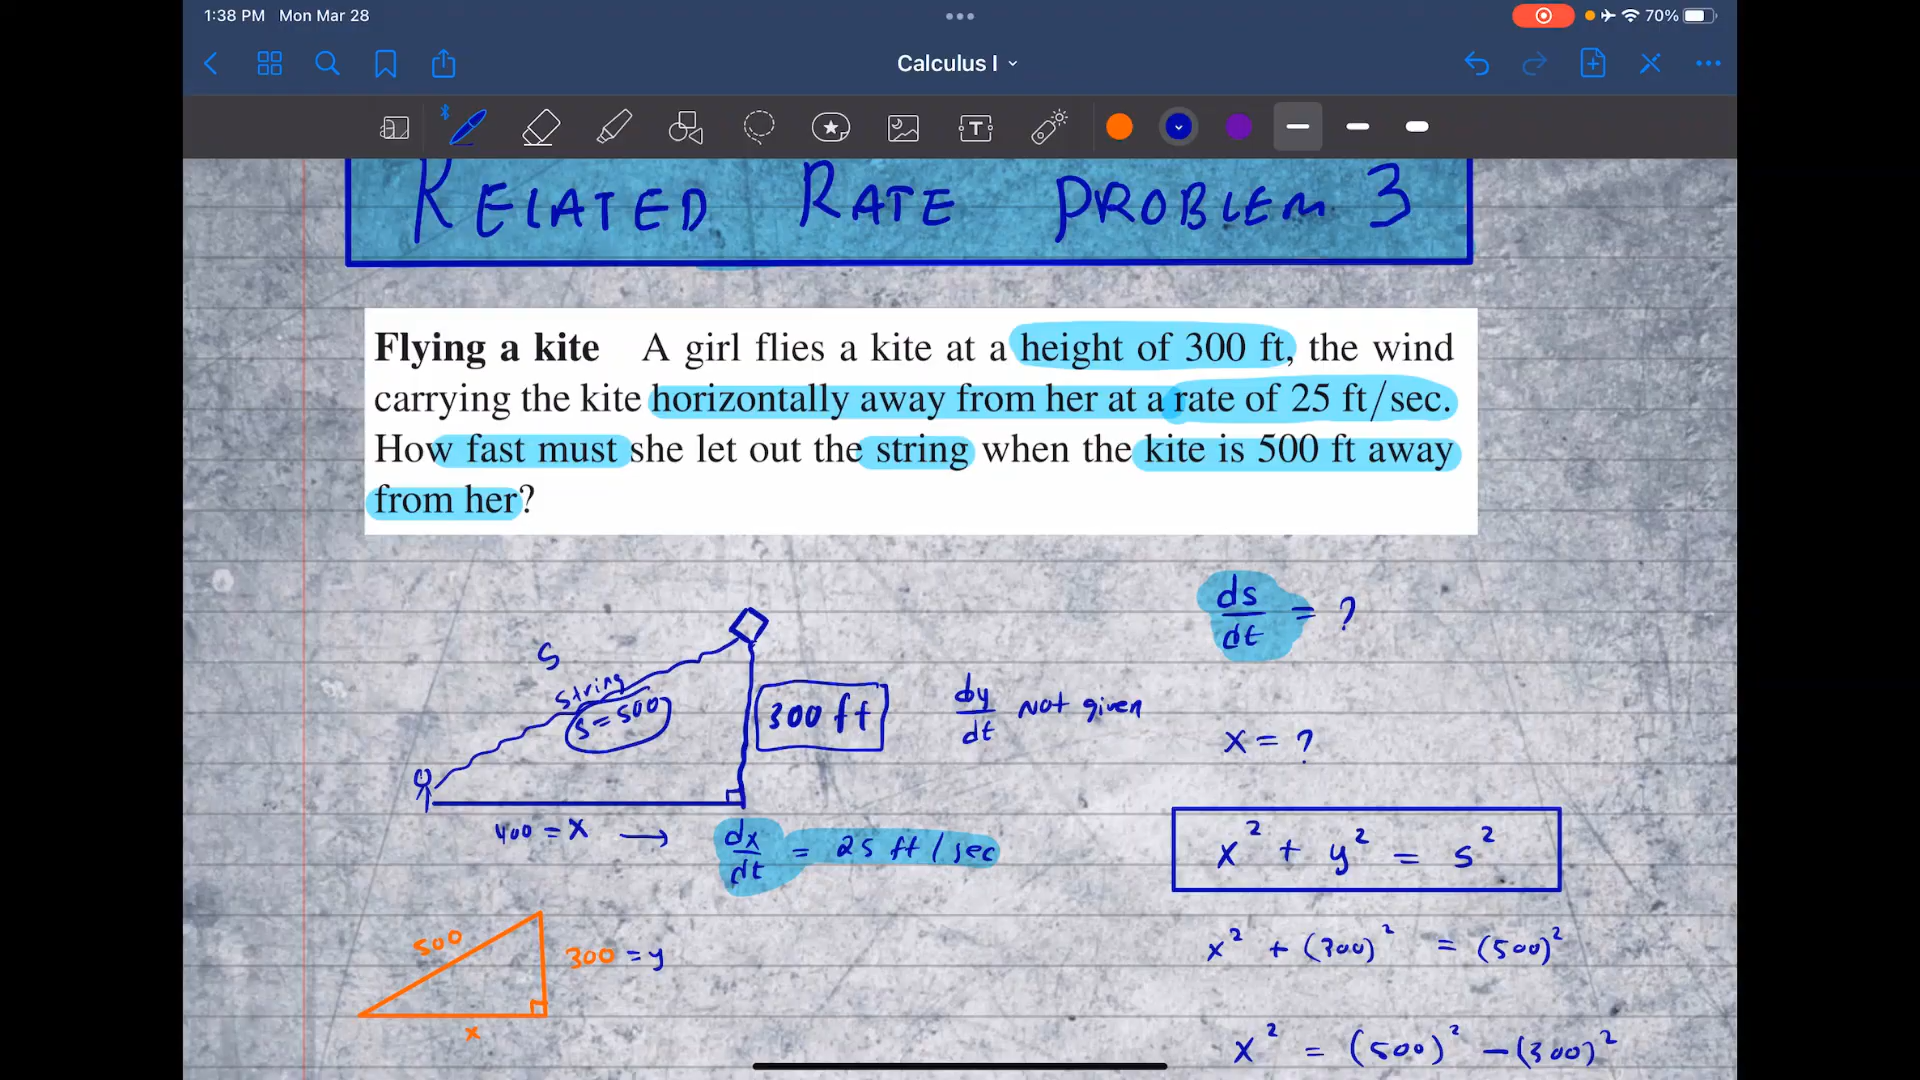 1:38 PM Mon Mar 28
70%
Calculus I
T
RELATED RATE PROBLEM 3
Flying a kite A girl flies a kite at a height of 300 ft, the wind
carrying the kite horizontally away from her at a rate of 25 ft/sec.
How fast must she let out the string when the kite is 500 ft away
from her?
ds/dt = ?
S
string
s = 500
300 ft
dy/dt Not given
x = ?
400 = x → dx/dt = 25 ft / sec
x² + y² = s²
500
300 = y
x
x² + (300)² = (500)²
x² = (500)² - (300)²